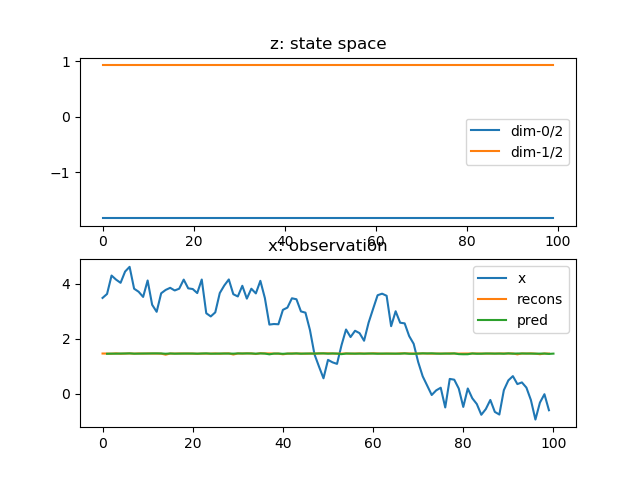 z: state space
1
0
−1
dim-0/2
dim-1/2
0 20 40 60 80 100
x: observation
4
2
0
x
recons
pred
0 20 40 60 80 100